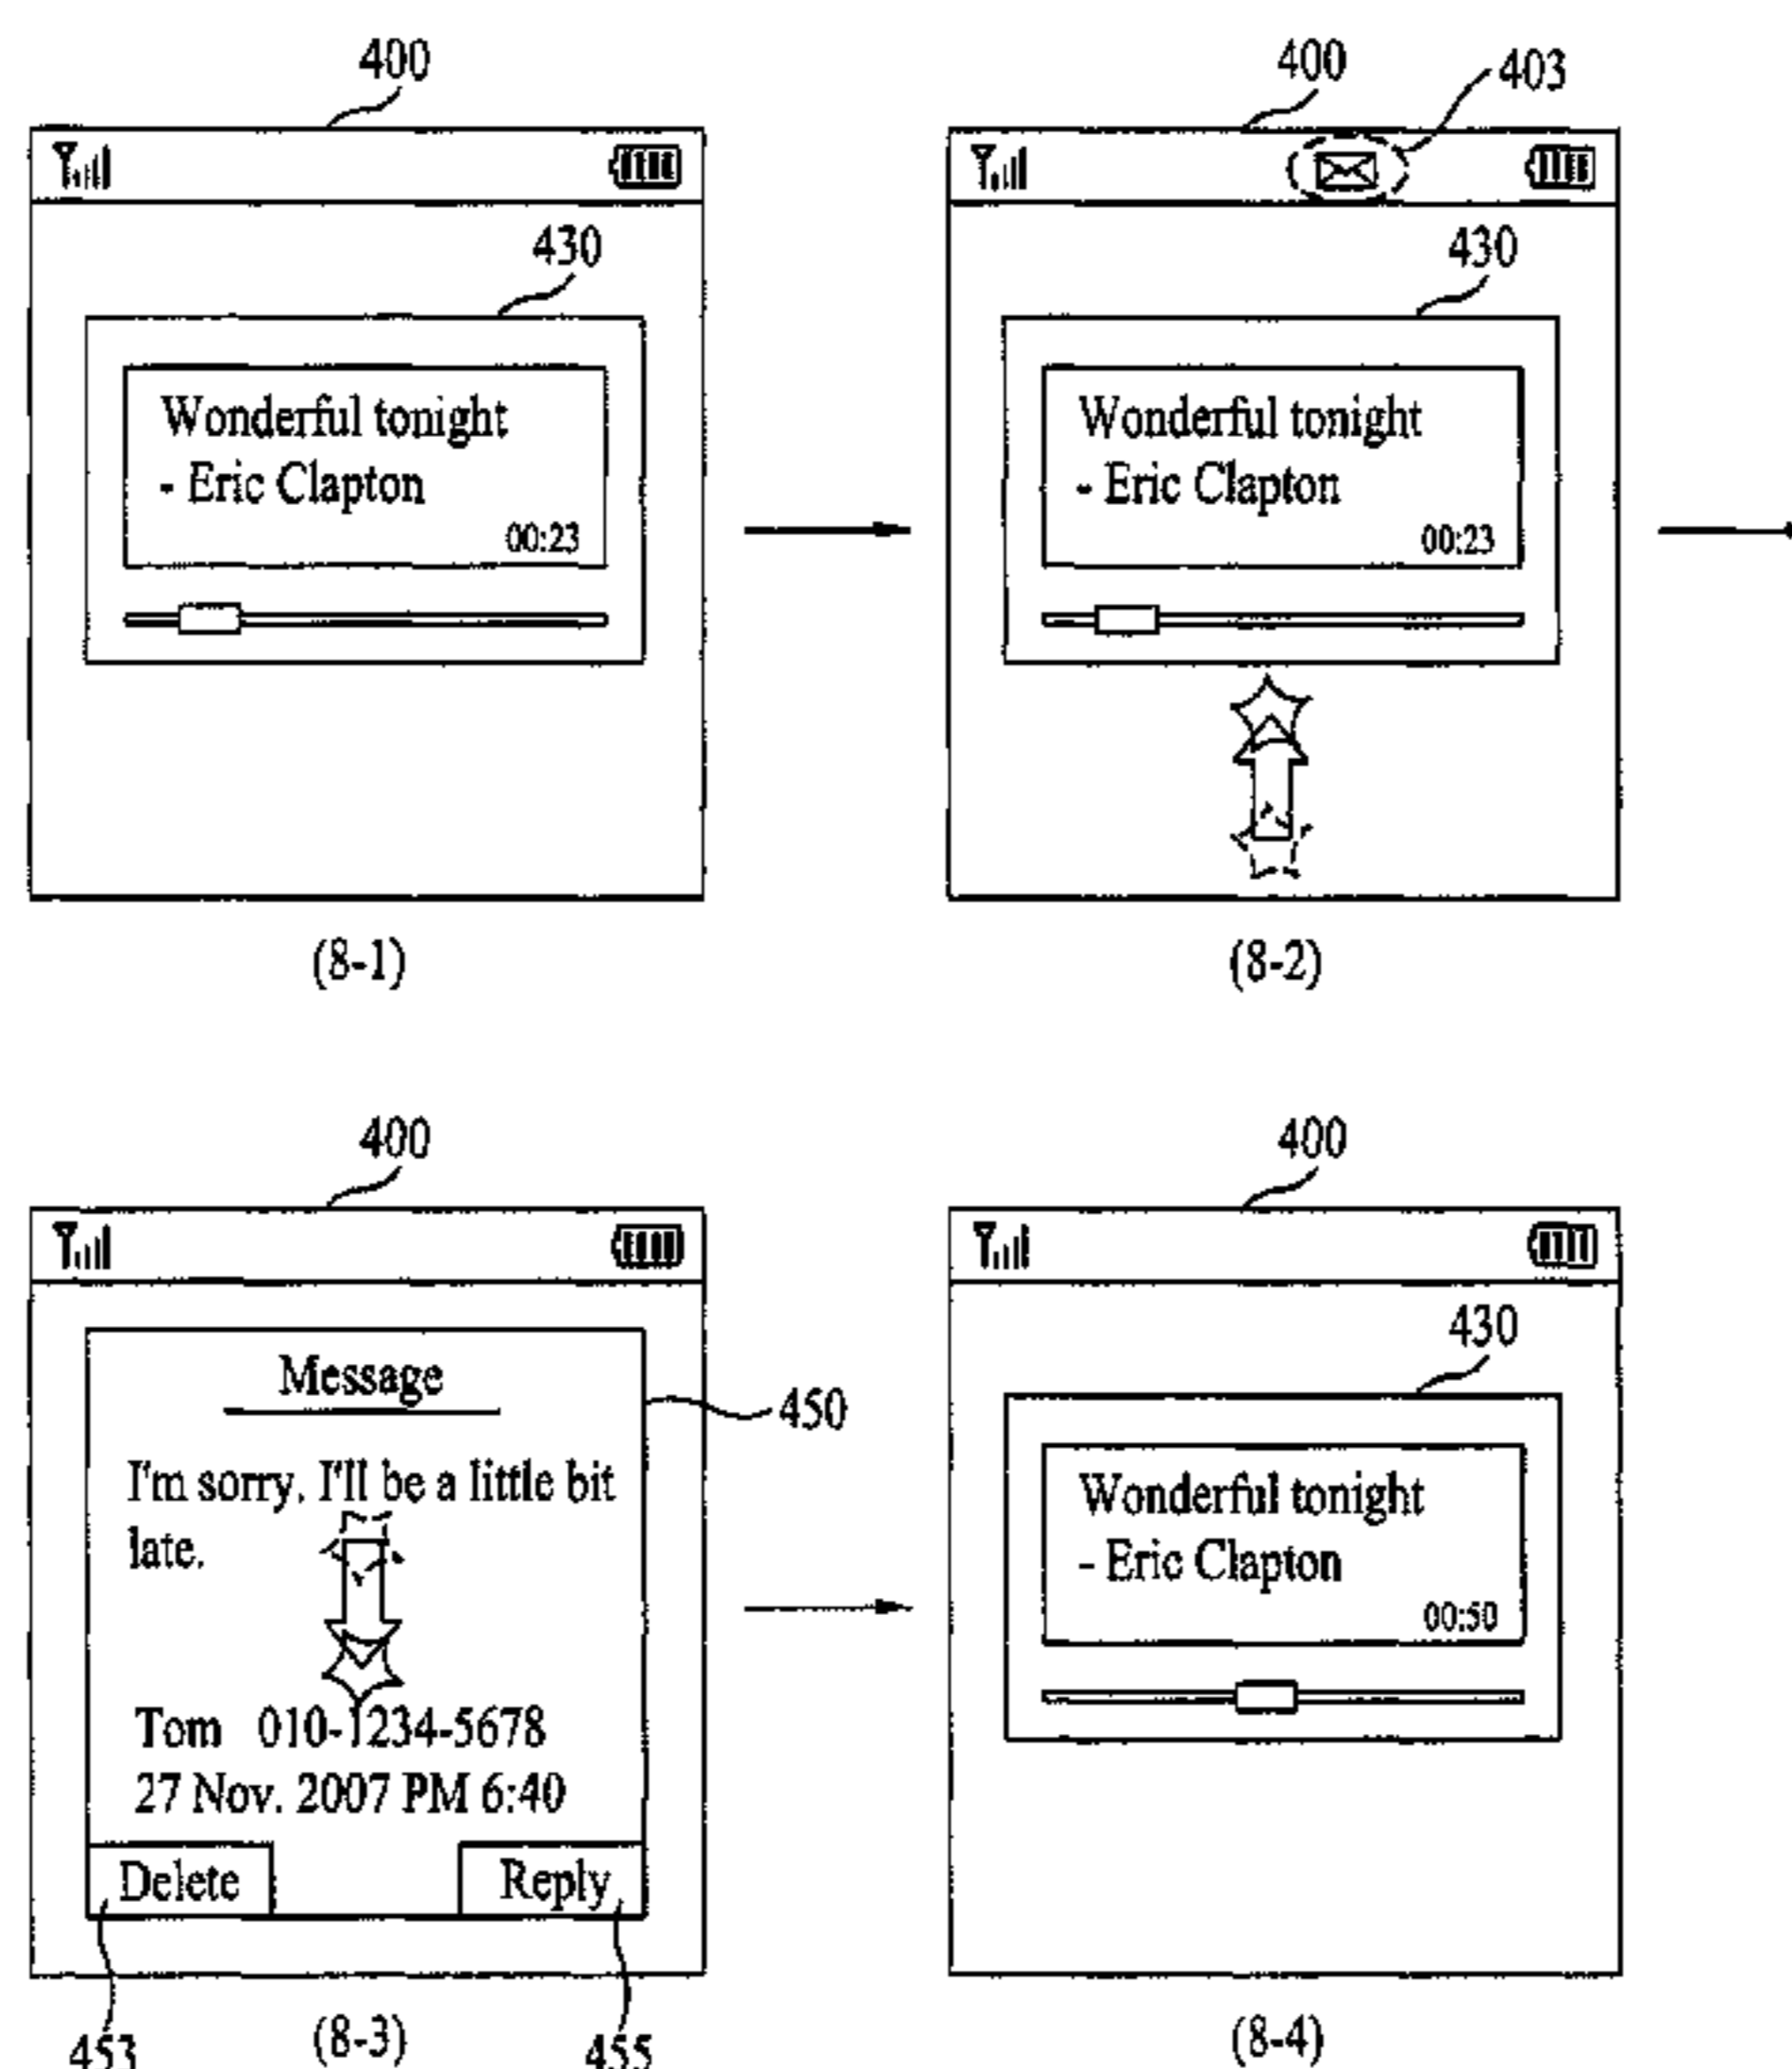 400
430
Wonderful tonight
- Eric Clapton
00:23
(8-1)
400
403
430
Wonderful tonight
- Eric Clapton
00:23
(8-2)
400
Message
450
I'm sorry. I'll be a little bit
late.
Tom 010-1234-5678
27 Nov. 2007 PM 6:40
Delete
Reply
453
(8-3)
455
400
430
Wonderful tonight
- Eric Clapton
00:50
(8-4)